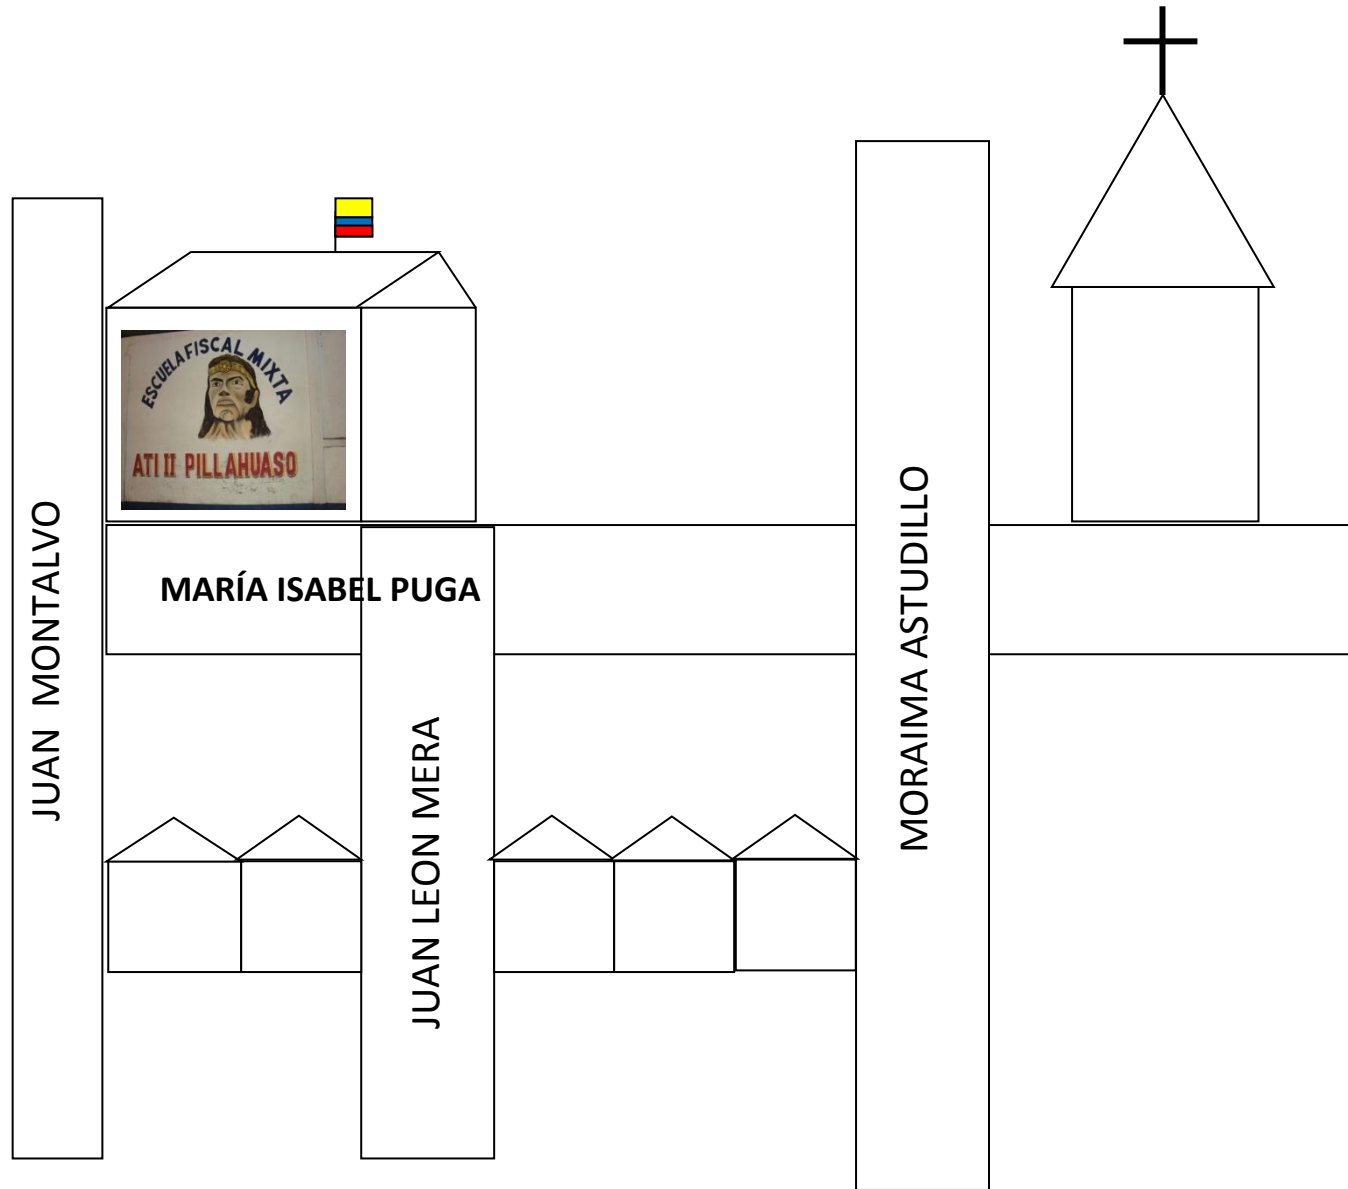 ESCUELA FISCAL MIXTA
ATI II PILLAHUASO
MARÍA ISABEL PUGA
JUAN MONTALVO
JUAN LEON MERA
MORAIMA ASTUDILLO